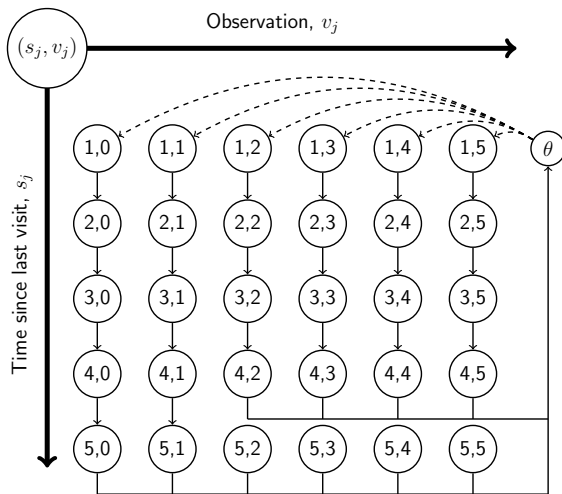 Observation, v_j
(s_j, v_j)
Time since last visit, s_j
1,0 1,1 1,2 1,3 1,4 1,5 θ
2,0 2,1 2,2 2,3 2,4 2,5
3,0 3,1 3,2 3,3 3,4 3,5
4,0 4,1 4,2 4,3 4,4 4,5
5,0 5,1 5,2 5,3 5,4 5,5